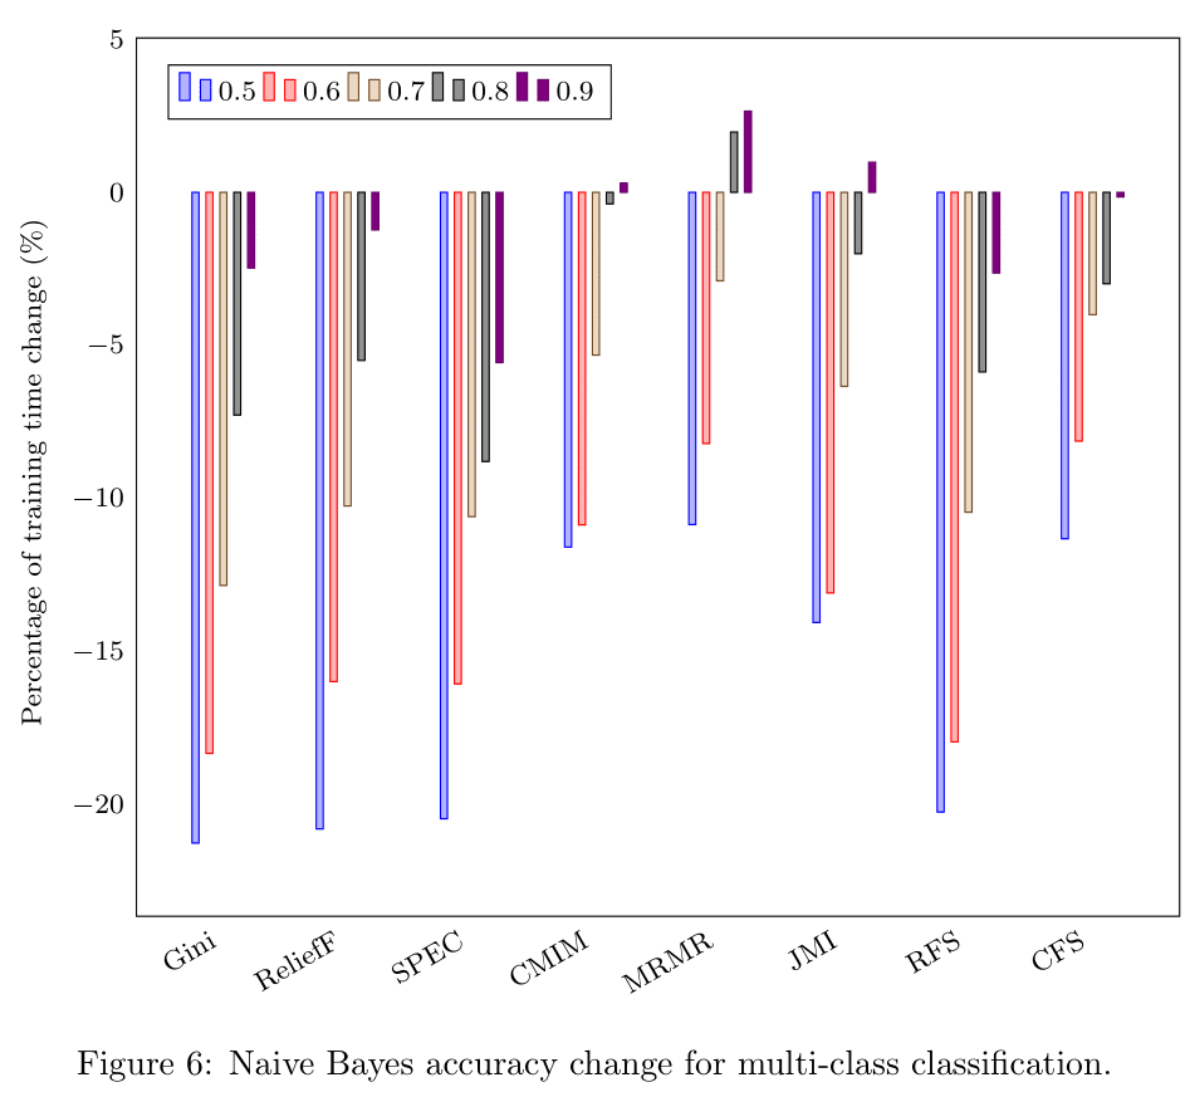 5
0.5 0.6 0.7 0.8 0.9
0
−5
−10
−15
−20
Percentage of training time change (%)
Gini
ReliefF
SPEC
CMIM
MRMR
JMI
RFS
CFS
Figure 6: Naive Bayes accuracy change for multi-class classification.